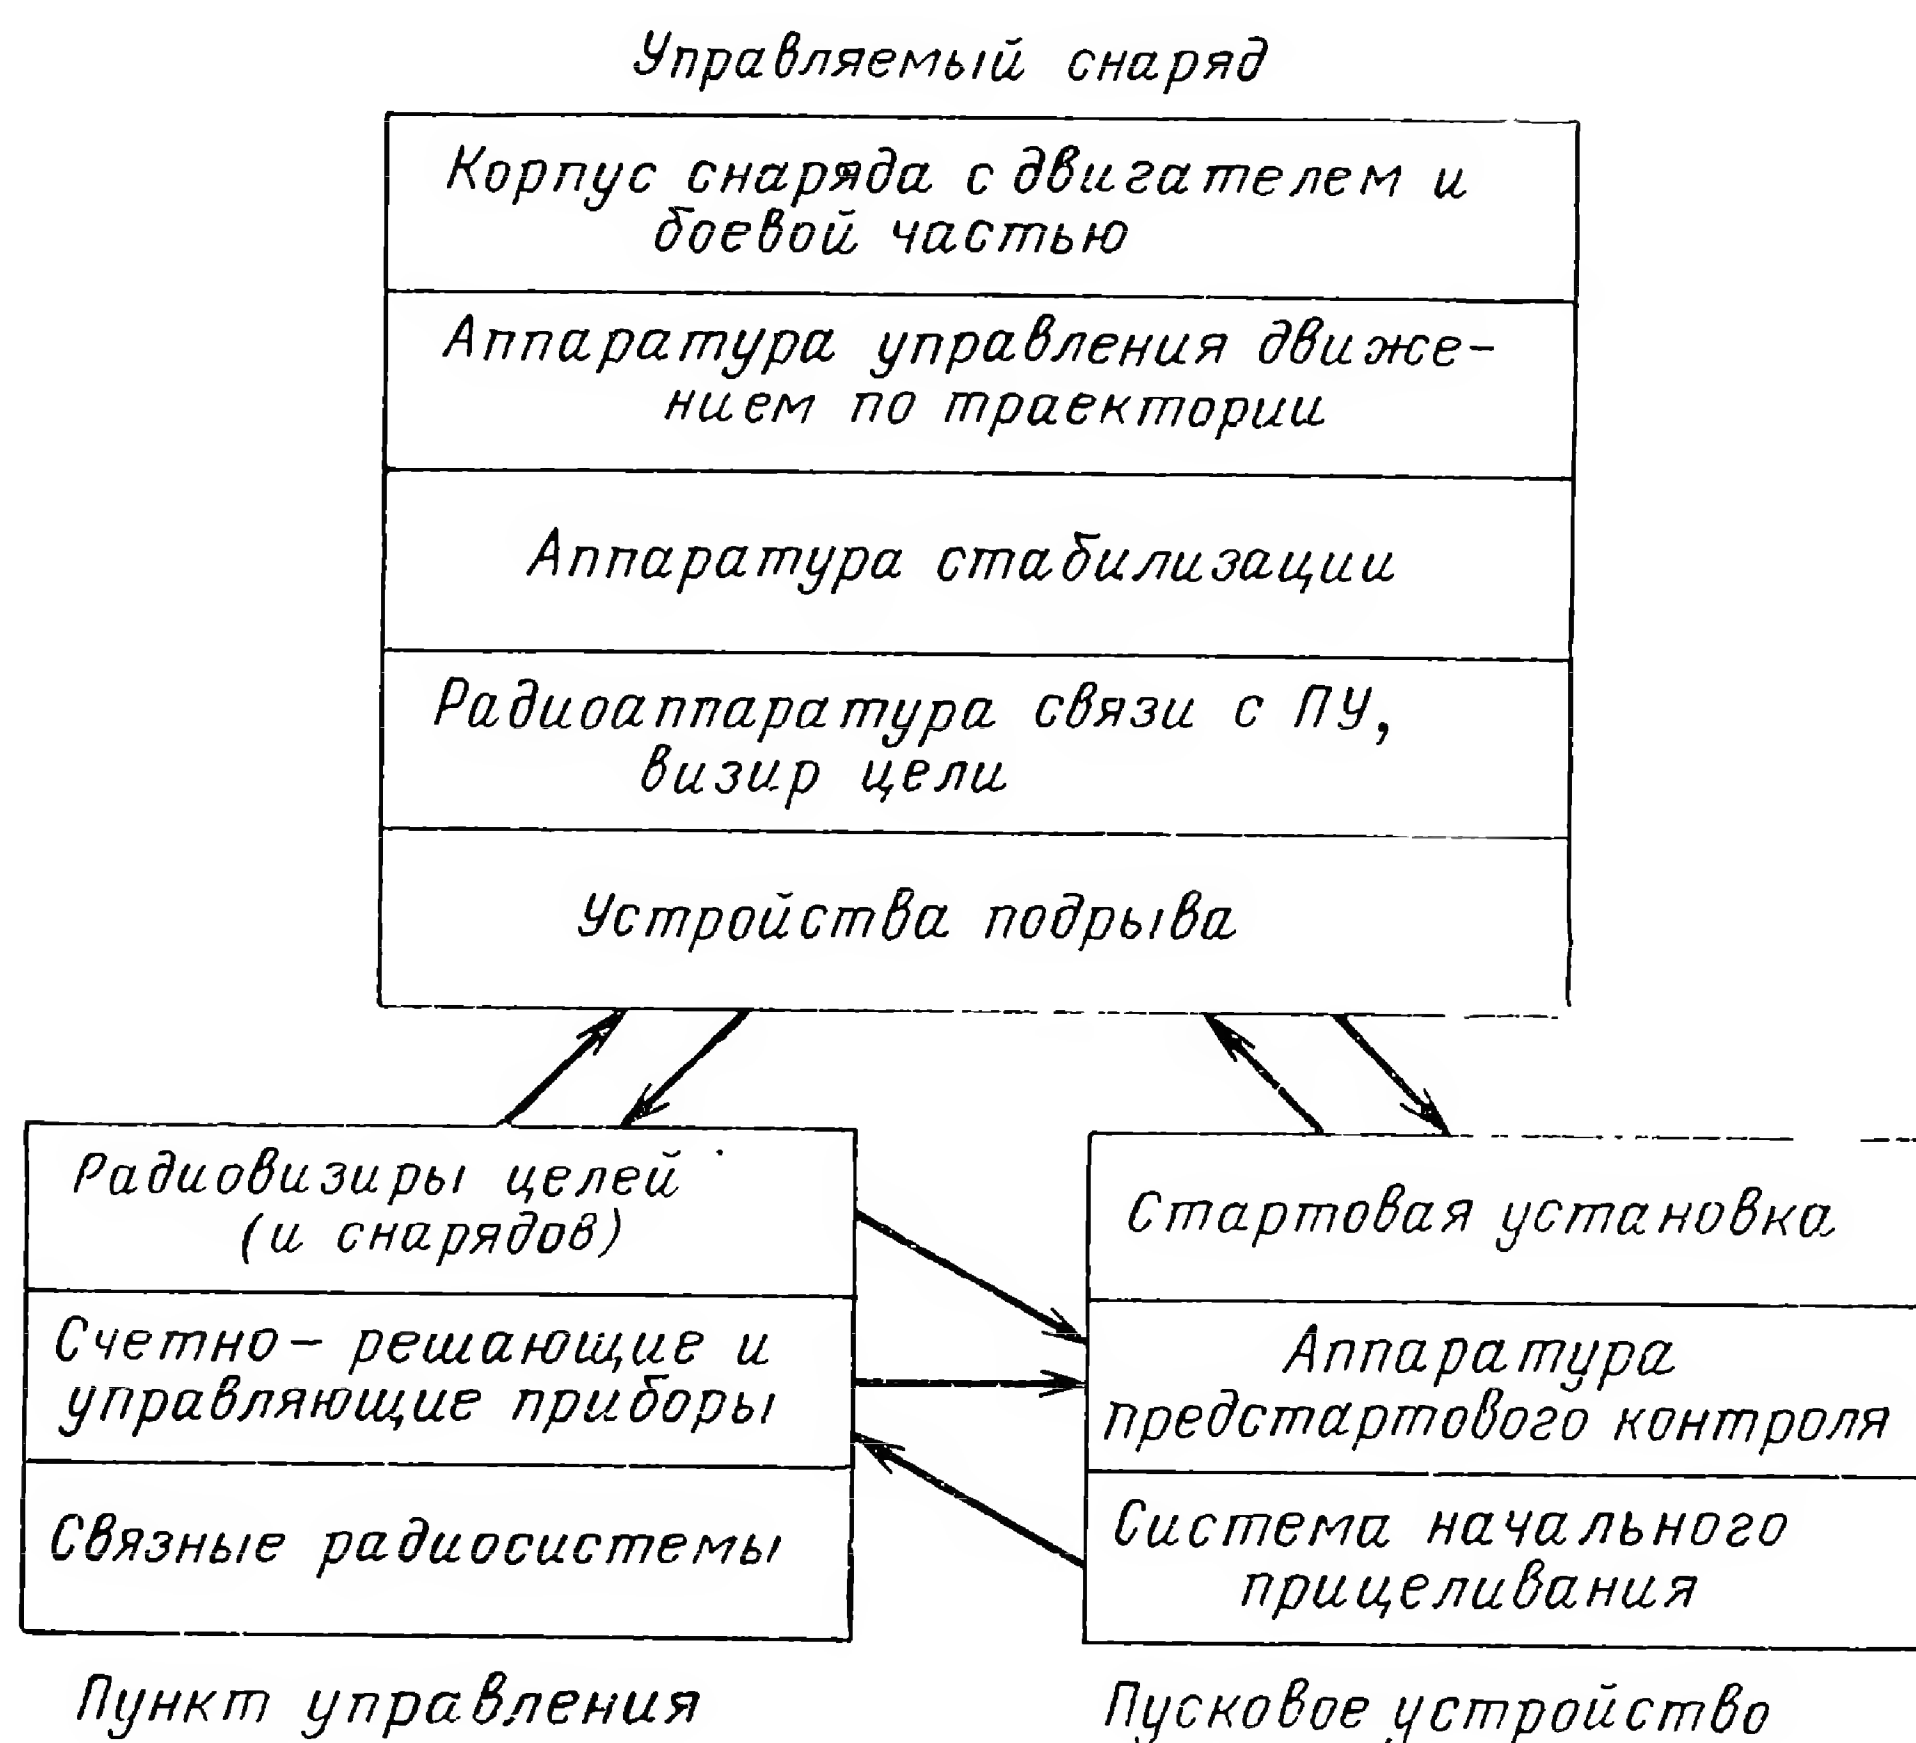 Управляемый снаряд
Корпус снаряда с двигателем и
боевой частью
Аппаратура управления движе-
нием по траектории
Аппаратура стабилизации
Радиоаппаратура связи с ПУ,
визир цели
Устройства подрыва
Радиовизиры целей
(и снарядов)
Счетно-решающие и
управляющие приборы
Связные радиосистемы
Пункт управления
Стартовая установка
Аппаратура
предстартового контроля
Система начального
прицеливания
Пусковое устройство